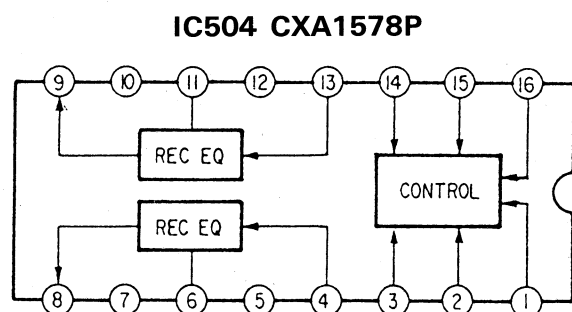 IC504 CXA1578P
9 10 11 12 13 14 15 16
REC EQ
CONTROL
REC EQ
8 7 6 5 4 3 2 1